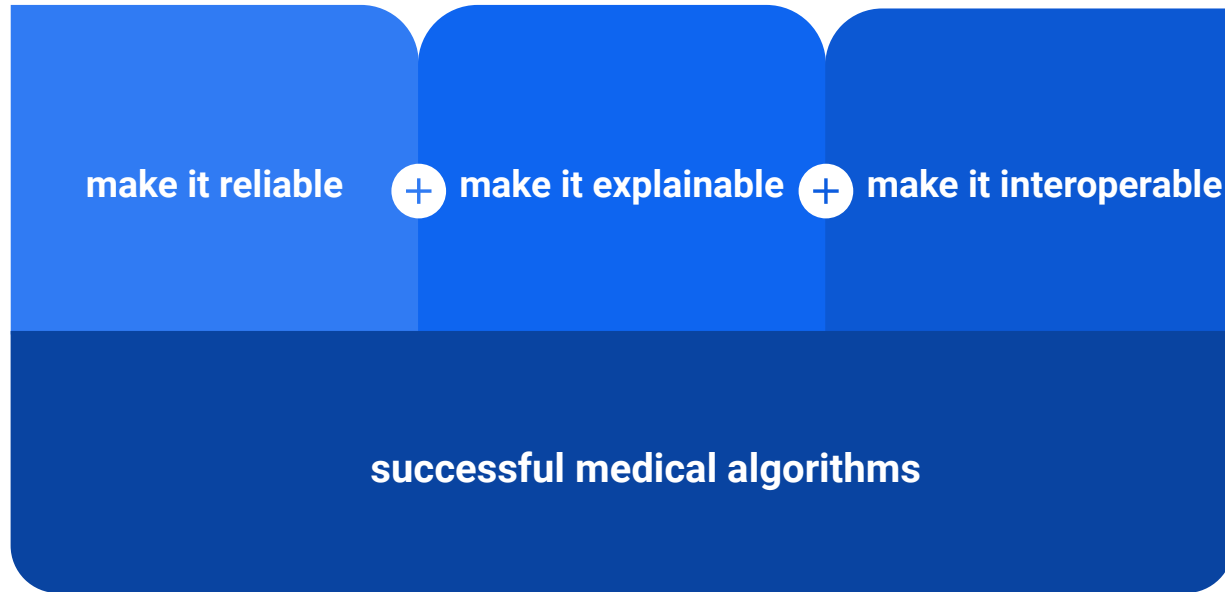 make it reliable + make it explainable + make it interoperable
successful medical algorithms